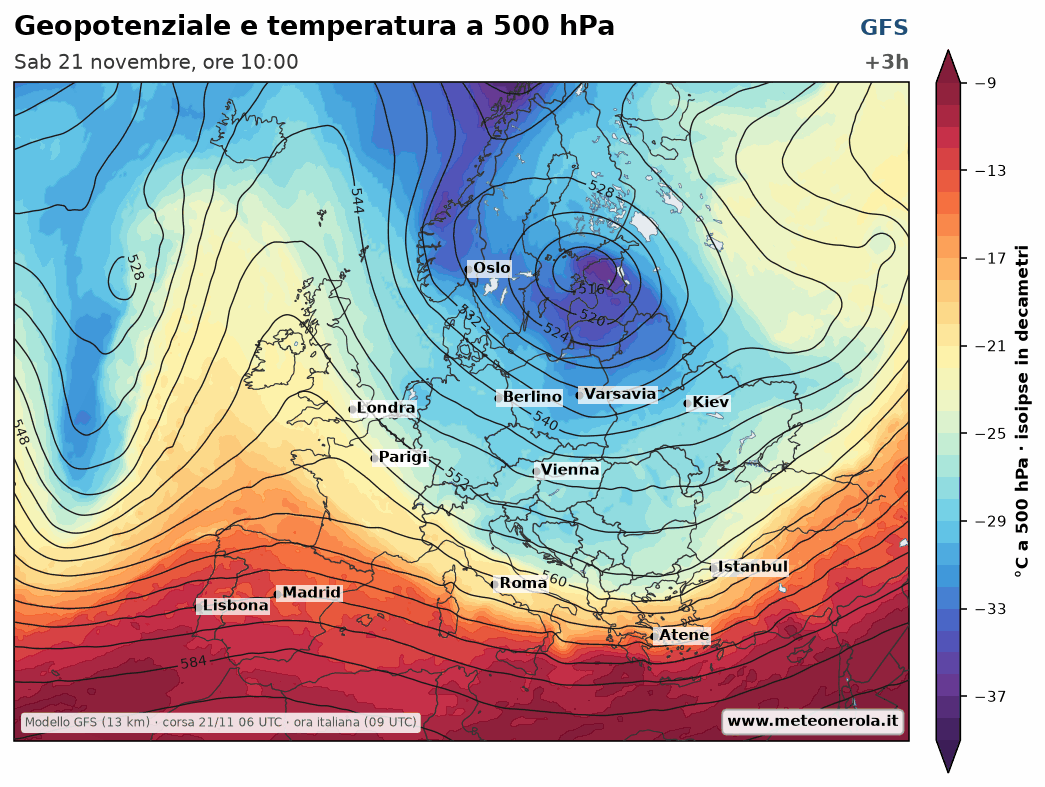 Geopotenziale e temperatura a 500 hPa
GFS
Sab 21 novembre, ore 10:00
+3h
−9
−13
−17
−21
−25
−29
−33
−37
°C a 500 hPa · isoipse in decametri
544
528
528
Oslo
516
520
524
532
Berlino
Varsavia
Kiev
Londra
540
548
Parigi
Vienna
552
Istanbul
560
Roma
Madrid
Lisbona
Atene
584
Modello GFS (13 km) · corsa 21/11 06 UTC · ora italiana (09 UTC)
www.meteonerola.it